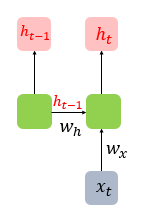 h_{t-1} h_t
h_{t-1}
w_h w_x
x_t